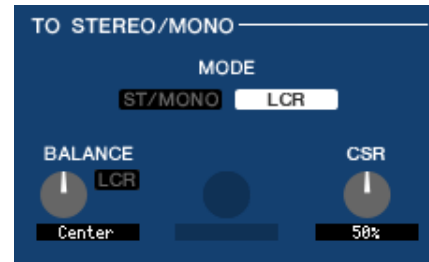 TO STEREO/MONO
MODE
ST/MONO LCR
BALANCE CSR
LCR
Center 50%